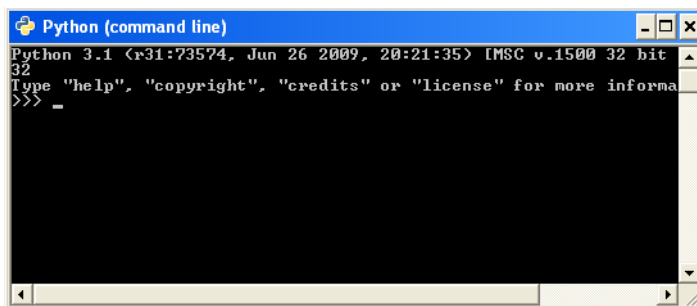 Python (command line)
Python 3.1 (r31:73574, Jun 26 2009, 20:21:35) [MSC v.1500 32 bit
32
Type "help", "copyright", "credits" or "license" for more informa
>>> _